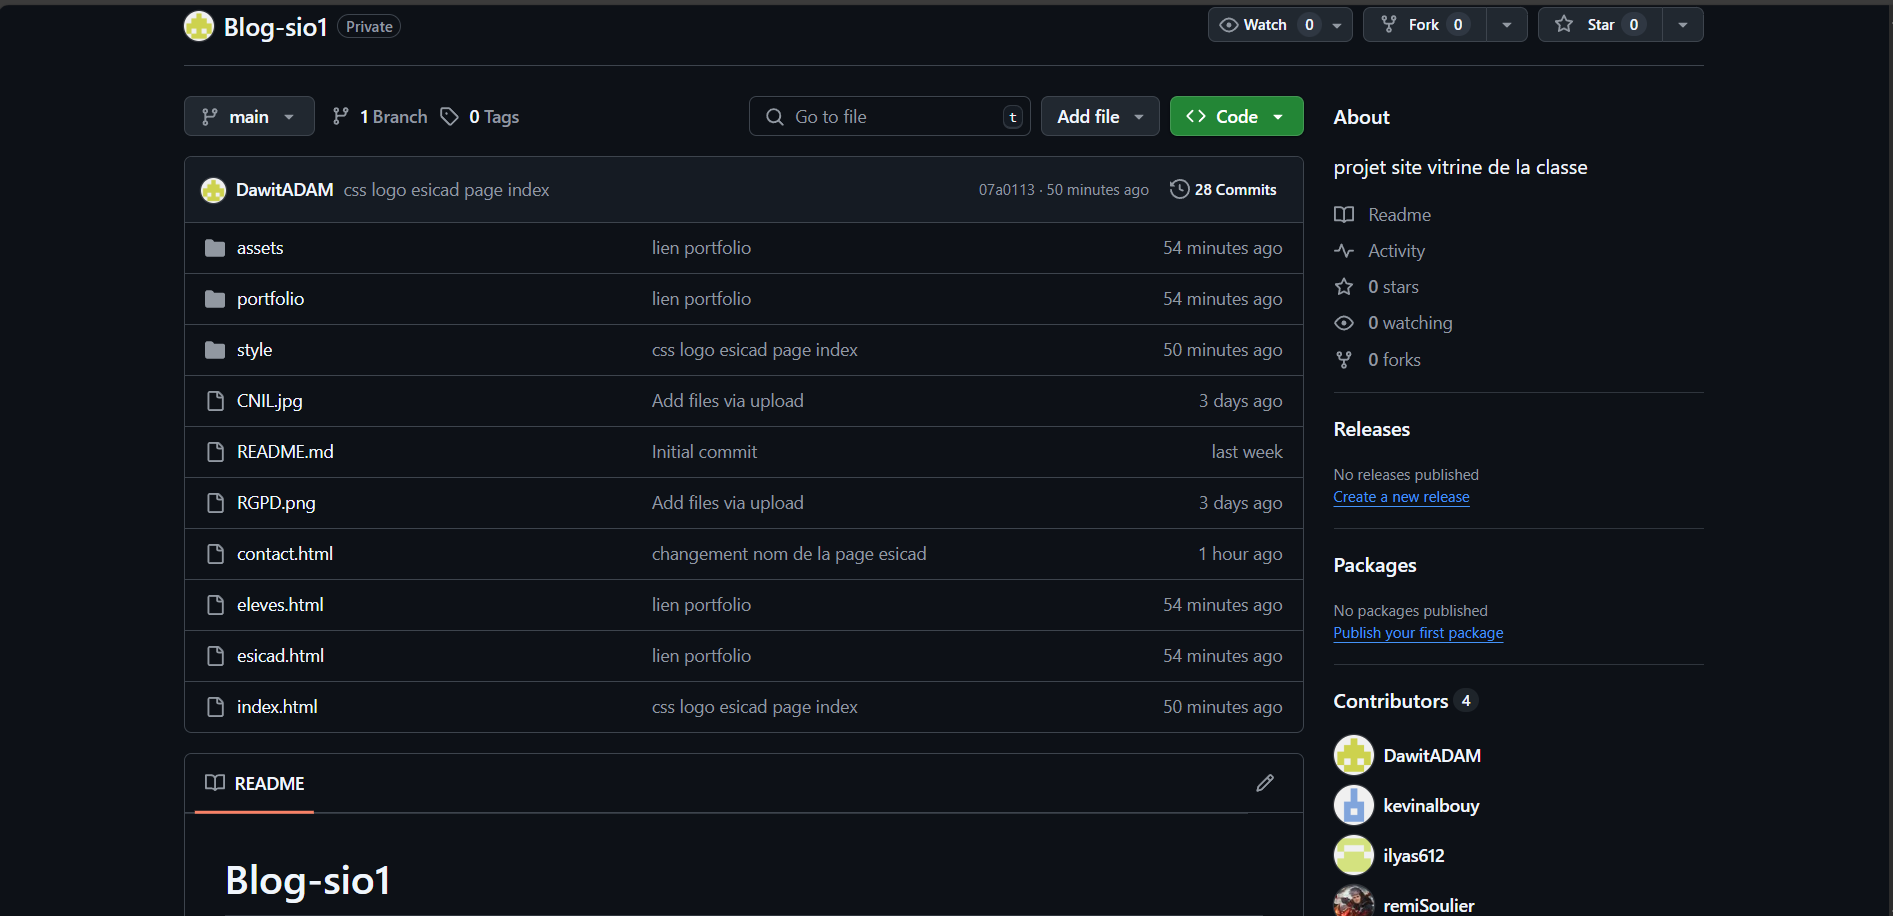 Blog-sio1 Private Watch 0 Fork 0 Star 0
main 1 Branch 0 Tags Go to file t Add file Code
DawitADAM css logo esicad page index 07a0113 · 50 minutes ago 28 Commits
assets lien portfolio 54 minutes ago
portfolio lien portfolio 54 minutes ago
style css logo esicad page index 50 minutes ago
CNIL.jpg Add files via upload 3 days ago
README.md Initial commit last week
RGPD.png Add files via upload 3 days ago
contact.html changement nom de la page esicad 1 hour ago
eleves.html lien portfolio 54 minutes ago
esicad.html lien portfolio 54 minutes ago
index.html css logo esicad page index 50 minutes ago
README
Blog-sio1
About
projet site vitrine de la classe
Readme
Activity
0 stars
0 watching
0 forks
Releases
No releases published
Create a new release
Packages
No packages published
Publish your first package
Contributors 4
DawitADAM
kevinalbouy
ilyas612
remiSoulier